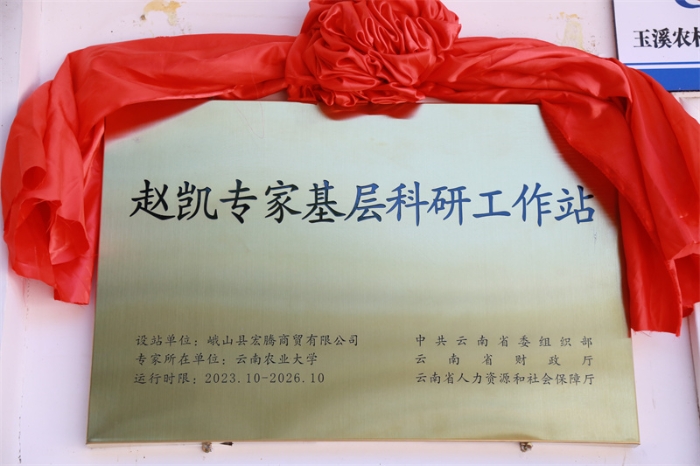 玉溪农村
赵凯专家基层科研工作站
设站单位：峨山县宏腾商贸有限公司
专家所在单位：云南农业大学
运行时限：2023.10-2026.10
中共云南省委组织部
云南省财政厅
云南省人力资源和社会保障厅